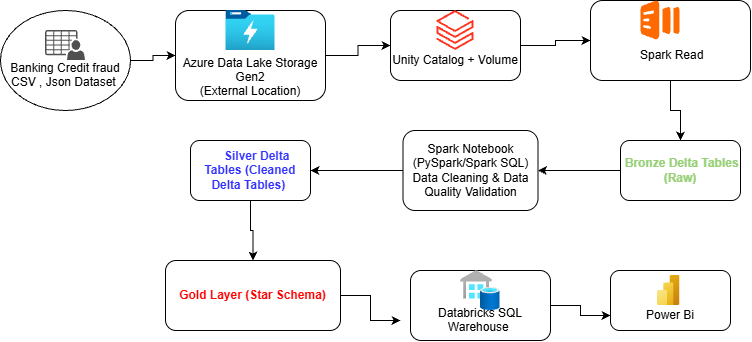 Banking Credit fraud
CSV , Json Dataset
Azure Data Lake Storage
Gen2
(External Location)
Unity Catalog + Volume
Spark Read
Silver Delta
Tables (Cleaned
Delta Tables)
Spark Notebook
(PySpark/Spark SQL)
Data Cleaning & Data
Quality Validation
Bronze Delta Tables
(Raw)
Gold Layer (Star Schema)
Databricks SQL
Warehouse
Power Bi